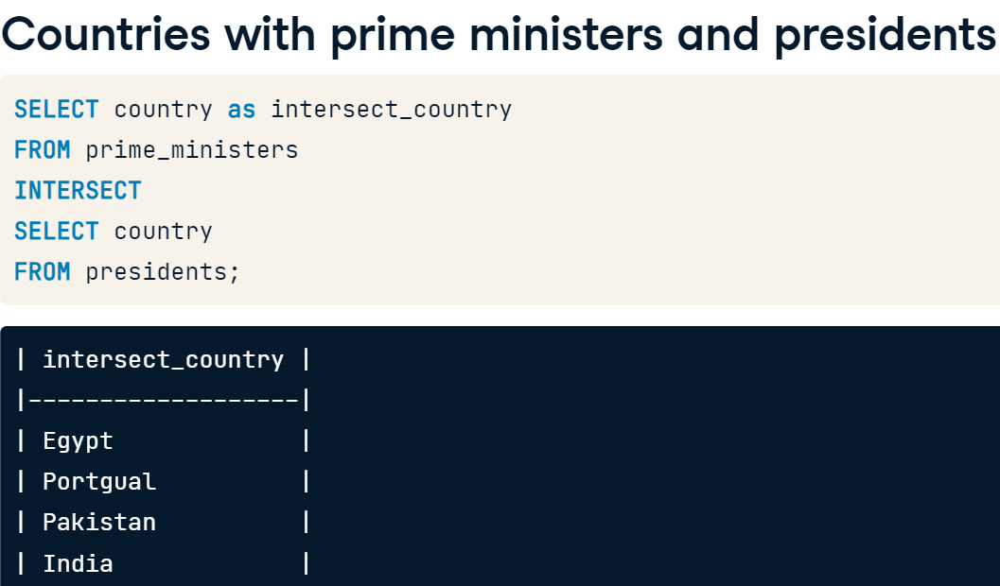 Countries with prime ministers and presidents
SELECT country as intersect_country
FROM prime_ministers
INTERSECT
SELECT country
FROM presidents;
| intersect_country |
|-------------------|
| Egypt |
| Portgual |
| Pakistan |
| India |